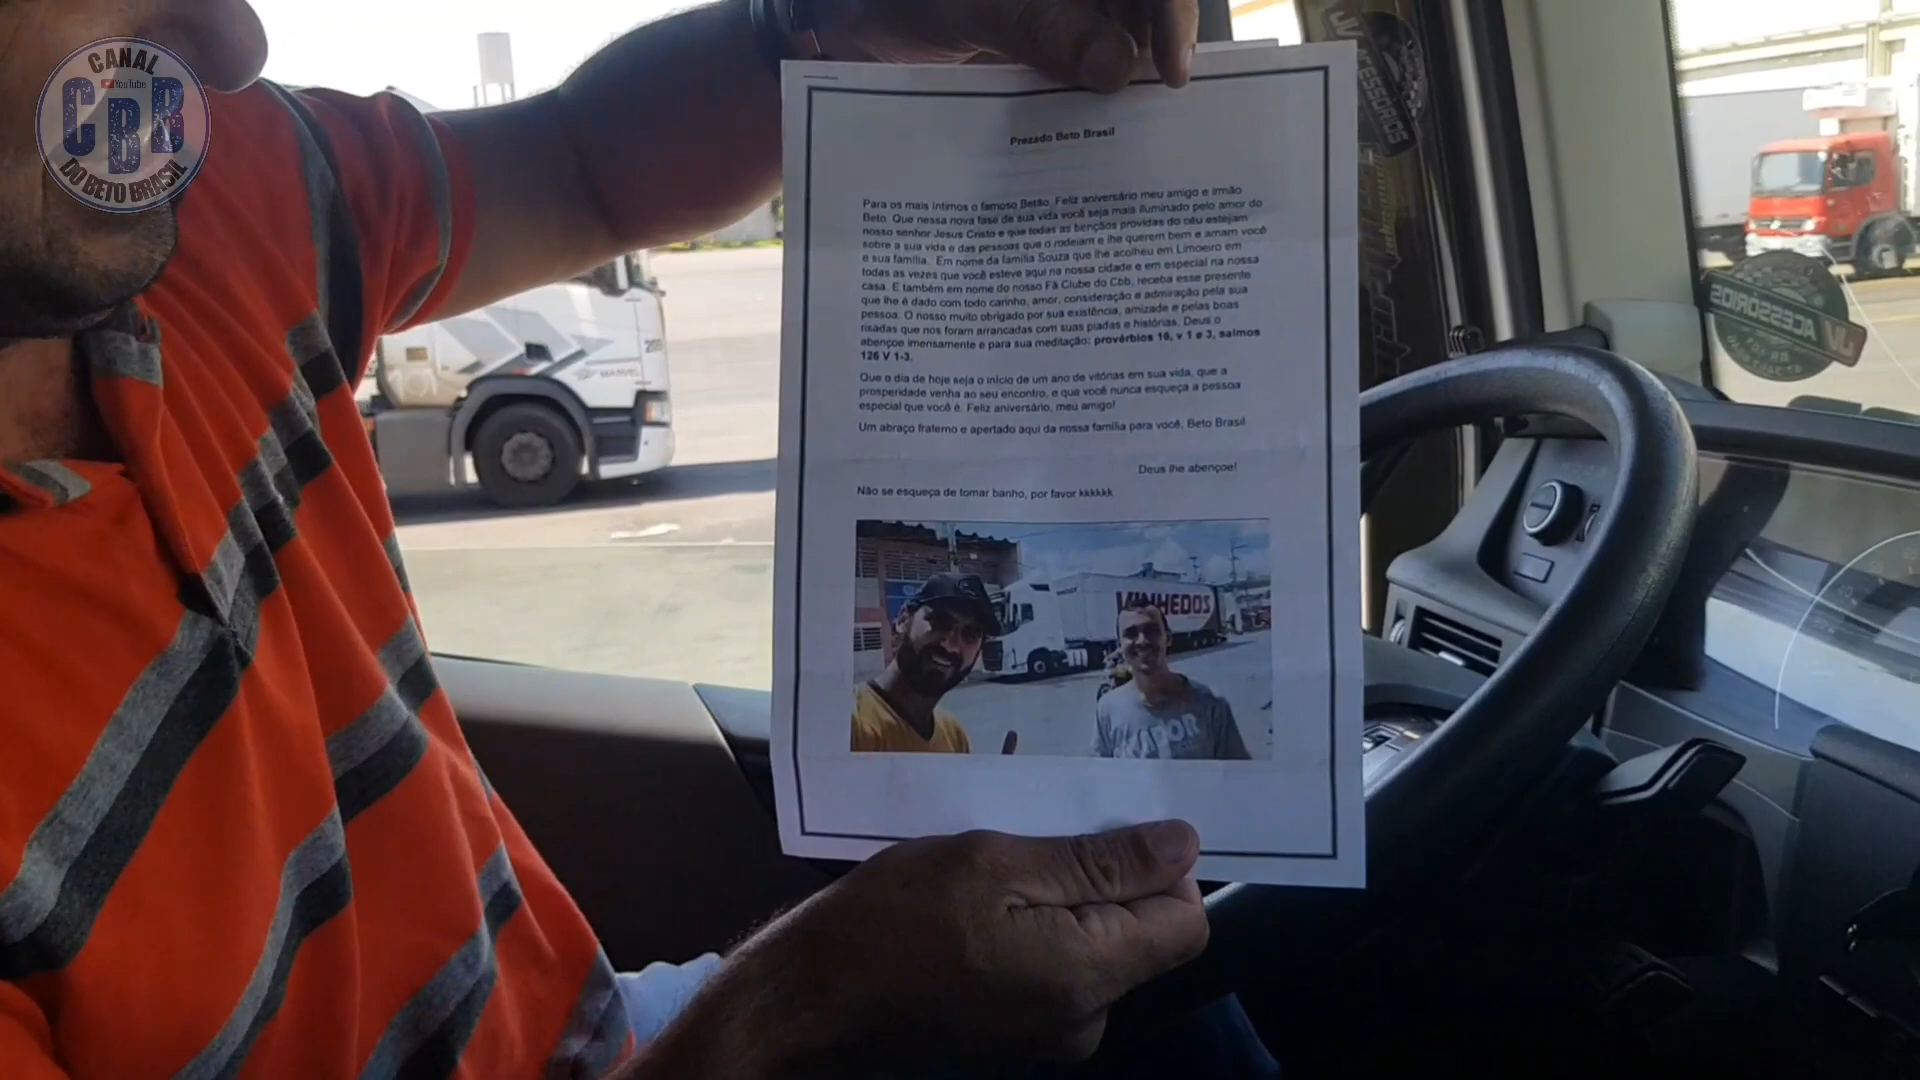 CANAL
YouTube
CBB
DO BETO BRASIL
Prezado Beto Brasil
Para os mais íntimos o famoso Betão. Feliz aniversário meu amigo e irmão
Beto. Que nessa nova fase de sua vida você seja mais iluminado pelo amor do
nosso senhor Jesus Cristo e que todas as bençãos providas do céu estejam
sobre a sua vida e das pessoas que o rodeiam e lhe querem bem e amam você
e sua família. Em nome da família Souza que lhe acolheu em Limoeiro em
todas as vezes que você esteve aqui na nossa cidade e em especial na nossa
casa. E também em nome do nosso Fã Clube do Cbb, receba esse presente
que lhe é dado com todo carinho, amor, consideração e admiração pela sua
pessoa. O nosso muito obrigado por sua existência, amizade e pelas boas
risadas que nos foram arrancadas com suas piadas e histórias. Deus o
abençoe imensamente e para sua meditação: provérbios 16, v 1 e 3, salmos
126 V 1-3.
Que o dia de hoje seja o início de um ano de vitórias em sua vida, que a
prosperidade venha ao seu encontro, e que você nunca esqueça a pessoa
especial que você é. Feliz aniversário, meu amigo!
Um abraço fraterno e apertado aqui da nossa família para você, Beto Brasil
Deus lhe abençoe!
Não se esqueça de tomar banho, por favor kkkkkk
MINHEDOS
JV ACESSÓRIOS
JV ACESSÓRIOS